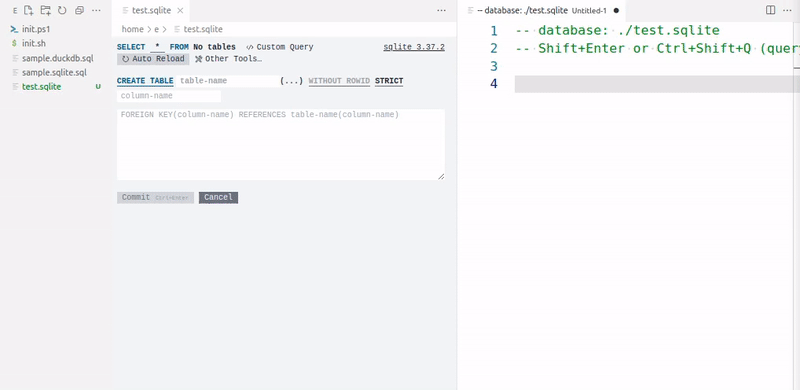 E
init.ps1
init.sh
sample.duckdb.sql
sample.sqlite.sql
test.sqlite U
test.sqlite
home > e > test.sqlite
SELECT * FROM No tables </> Custom Query sqlite 3.37.2
Auto Reload Other Tools…
CREATE TABLE table-name (...) WITHOUT ROWID STRICT
column-name
FOREIGN KEY(column-name) REFERENCES table-name(column-name)
Commit Ctrl+Enter Cancel
-- database: ./test.sqlite Untitled-1
1 -- database: ./test.sqlite
2 -- Shift+Enter or Ctrl+Shift+Q (quer
3
4